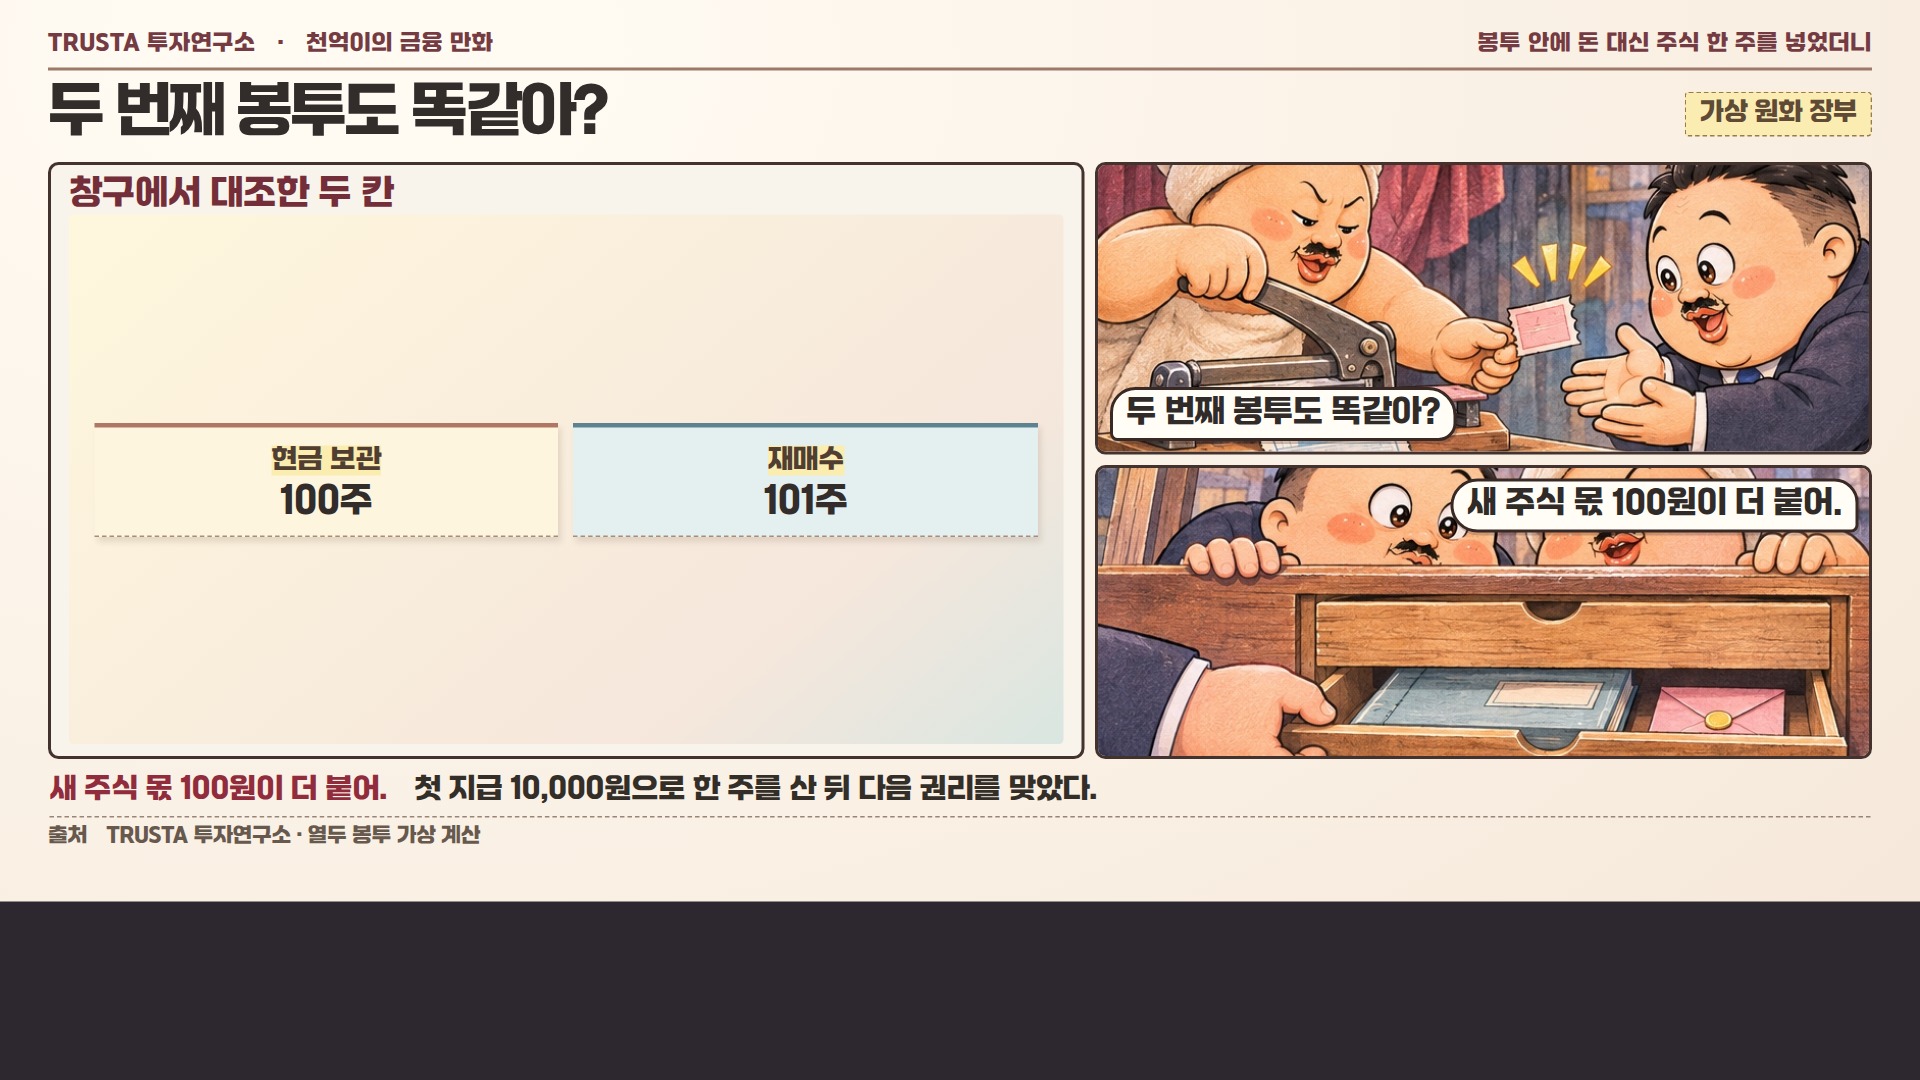 TRUSTA 투자연구소 · 천억이의 금융 만화
봉투 안에 돈 대신 주식 한 주를 넣었더니
두 번째 봉투도 똑같아?
가상 원화 장부
창구에서 대조한 두 칸
현금 보관
100주
재매수
101주
두 번째 봉투도 똑같아?
새 주식 몫 100원이 더 붙어.
새 주식 몫 100원이 더 붙어. 첫 지급 10,000원으로 한 주를 산 뒤 다음 권리를 맞았다.
출처 TRUSTA 투자연구소 · 열두 봉투 가상 계산